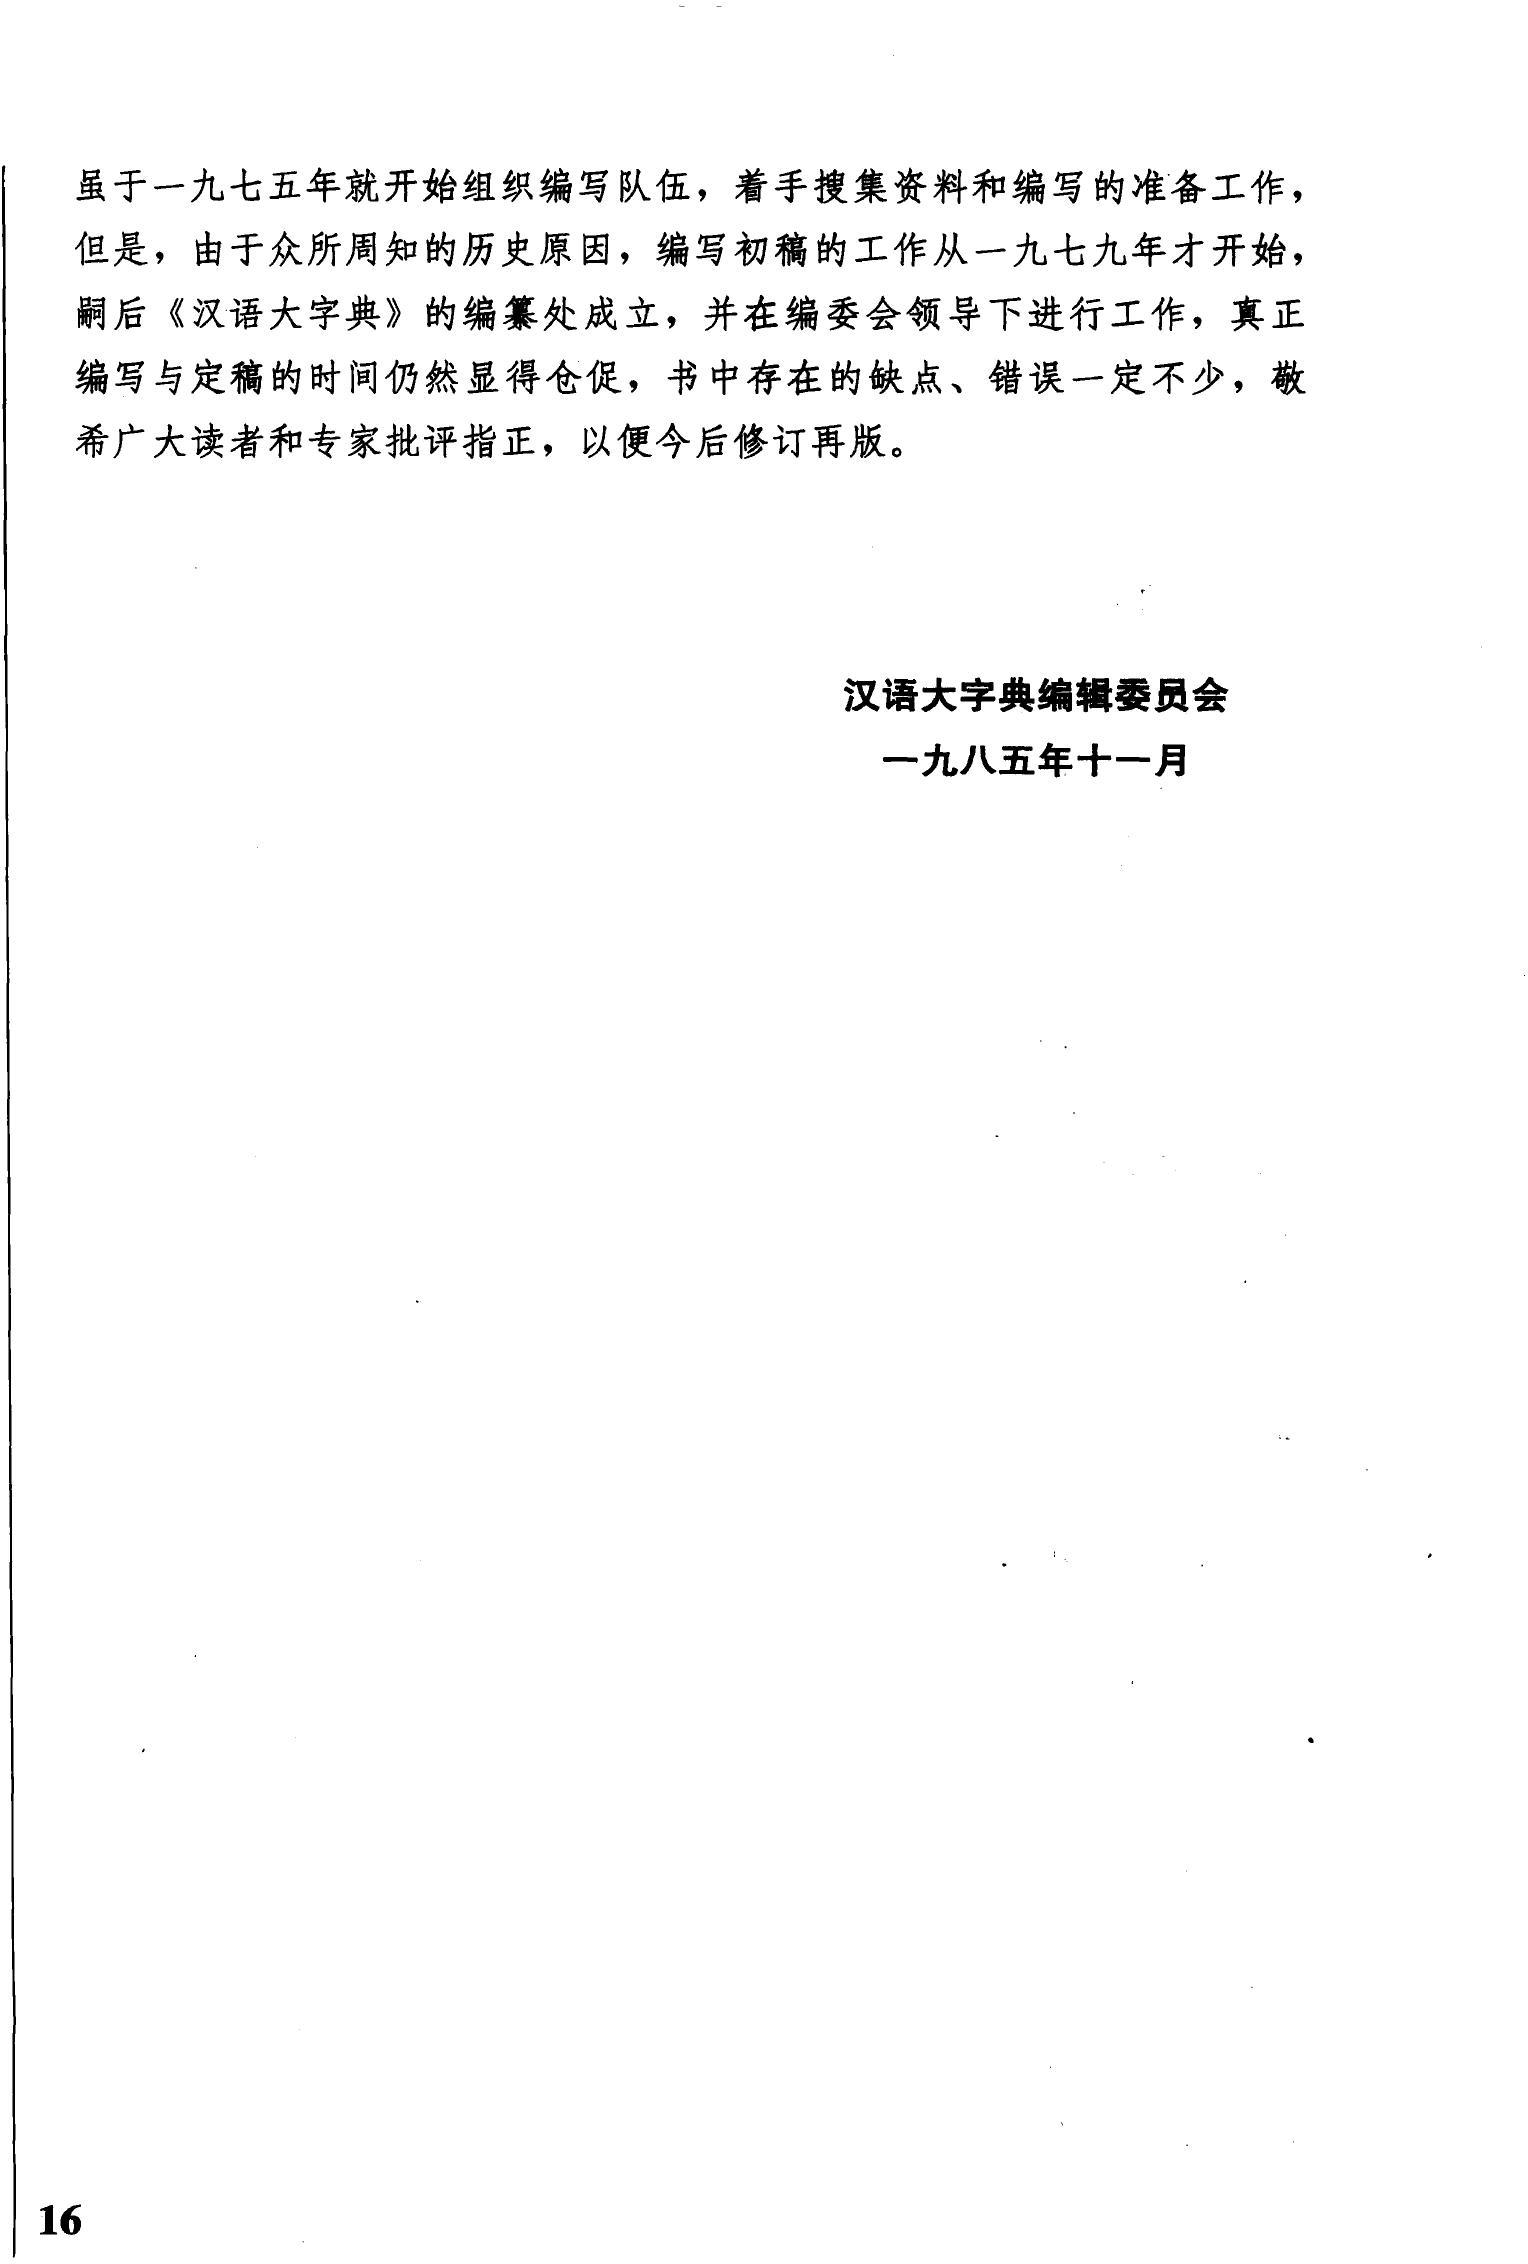 虽于一九七五年就开始组织编写队伍，着手搜集资料和编写的准备工作，
但是，由于众所周知的历史原因，编写初稿的工作从一九七九年才开始，
嗣后《汉语大字典》的编纂处成立，并在编委会领导下进行工作，真正
编写与定稿的时间仍然显得仓促，书中存在的缺点、错误一定不少，敬
希广大读者和专家批评指正，以便今后修订再版。
汉语大字典编辑委员会
一九八五年十一月
16